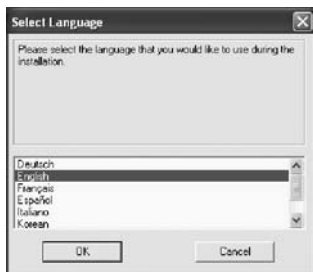 Select Language
Please select the language that you would like to use during the
installation.
Deutsch
English
Français
Español
Italiano
Korean
OK
Cancel